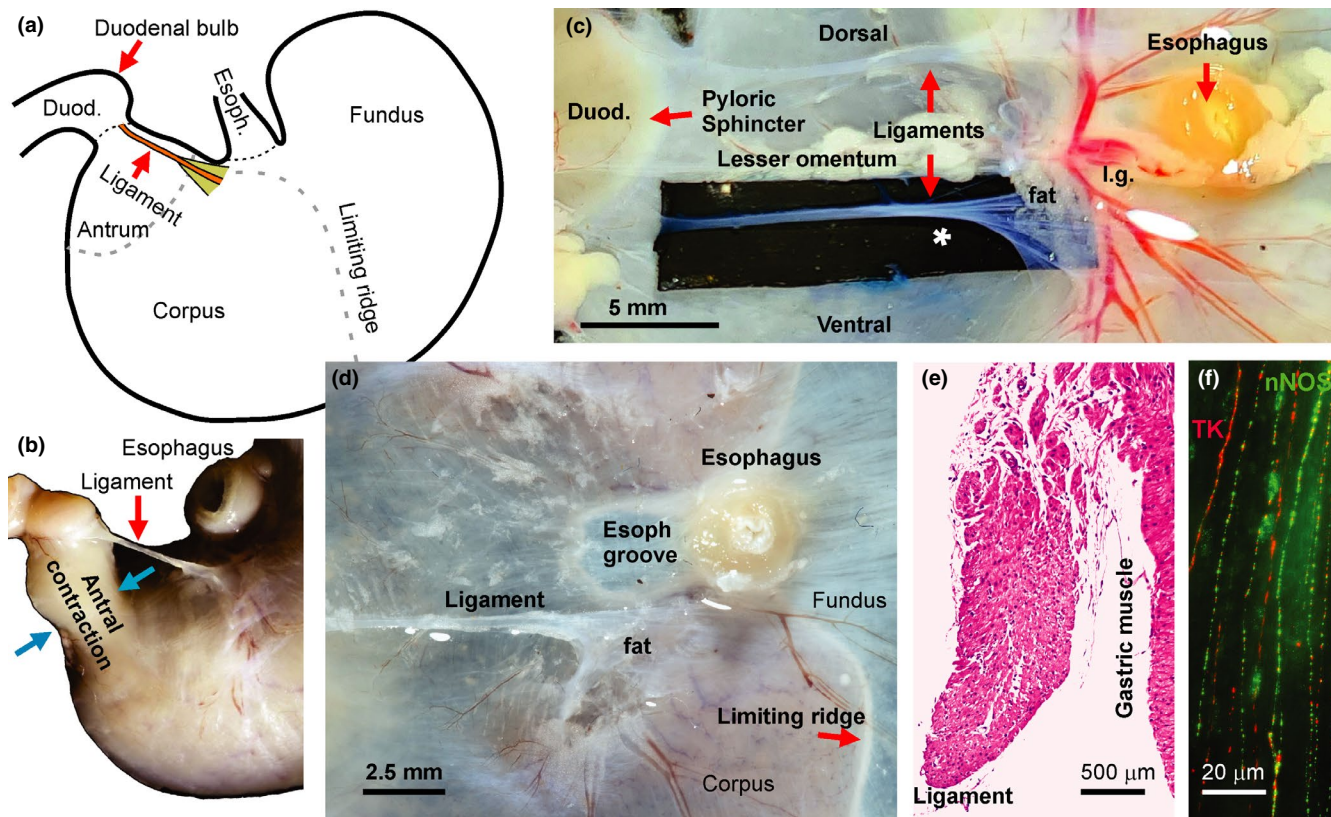 (a)
Duodenal bulb
Duod.
Esoph.
Fundus
Ligament
Antrum
Limiting ridge
Corpus
(b)
Esophagus
Ligament
Antral
contraction
(c)
Dorsal
Esophagus
Duod.
Pyloric
Sphincter
Ligaments
Lesser omentum
l.g.
fat
*
5 mm
Ventral
(d)
Esophagus
Esoph
groove
Ligament
Fundus
fat
Limiting ridge
2.5 mm
Corpus
(e)
Gastric muscle
500 μm
Ligament
(f)
nNOS
TK
20 μm